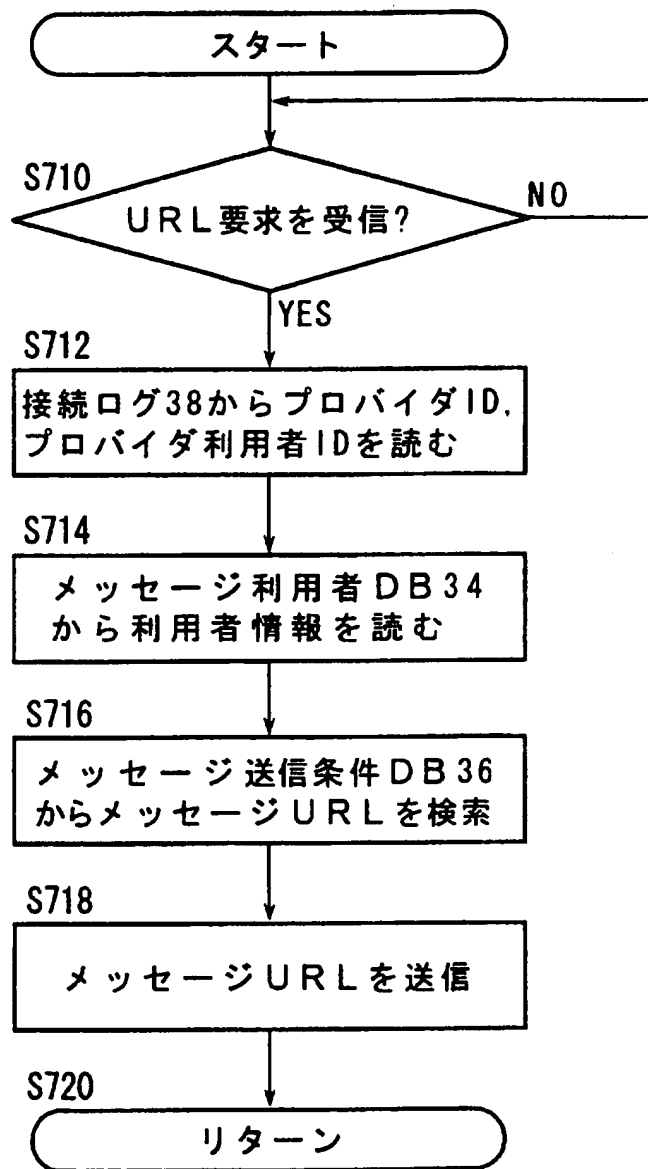 スタート
S710
URL要求を受信?
NO
YES
S712
接続ログ38からプロバイダID,
プロバイダ利用者IDを読む
S714
メッセージ利用者DB34
から利用者情報を読む
S716
メッセージ送信条件DB36
からメッセージURLを検索
S718
メッセージURLを送信
S720
リターン